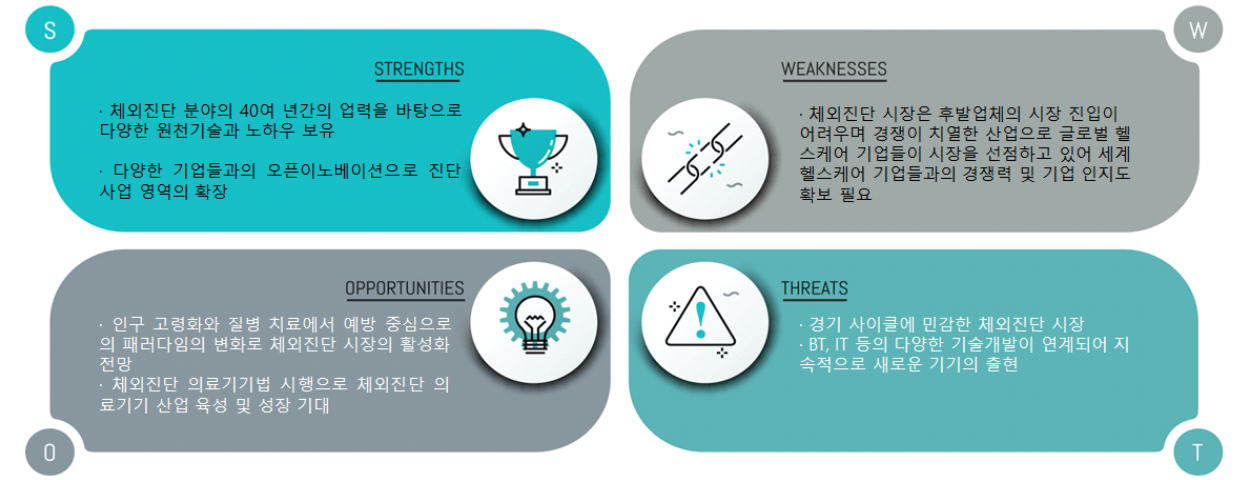 S
STRENGTHS
· 체외진단 분야의 40여 년간의 업력을 바탕으로
다양한 원천기술과 노하우 보유
· 다양한 기업들과의 오픈이노베이션으로 진단
사업 영역의 확장
W
WEAKNESSES
· 체외진단 시장은 후발업체의 시장 진입이
어려우며 경쟁이 치열한 산업으로 글로벌 헬
스케어 기업들이 시장을 선점하고 있어 세계
헬스케어 기업들과의 경쟁력 및 기업 인지도
확보 필요
OPPORTUNITIES
· 인구 고령화와 질병 치료에서 예방 중심으로
의 패러다임의 변화로 체외진단 시장의 활성화
전망
· 체외진단 의료기기법 시행으로 체외진단 의
료기기 산업 육성 및 성장 기대
O
THREATS
· 경기 사이클에 민감한 체외진단 시장
· BT, IT 등의 다양한 기술개발이 연계되어 지
속적으로 새로운 기기의 출현
T